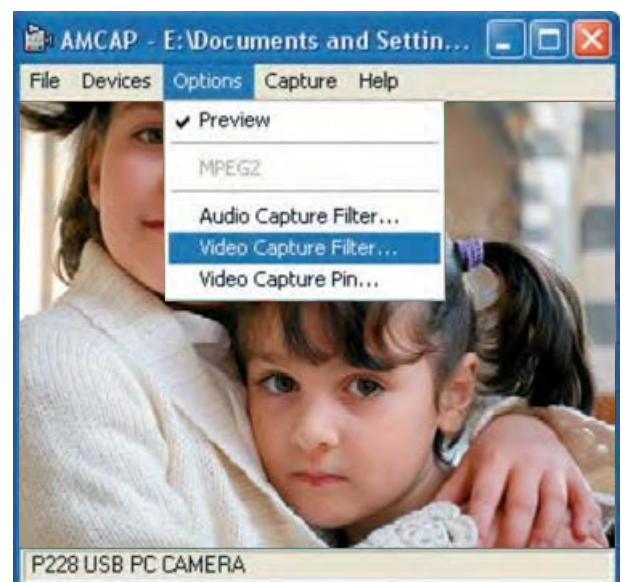 AMCAP - E:\Documents and Settin...
File Devices Options Capture Help
Preview
MPEG2
Audio Capture Filter...
Video Capture Filter...
Video Capture Pin...
P228 USB PC CAMERA